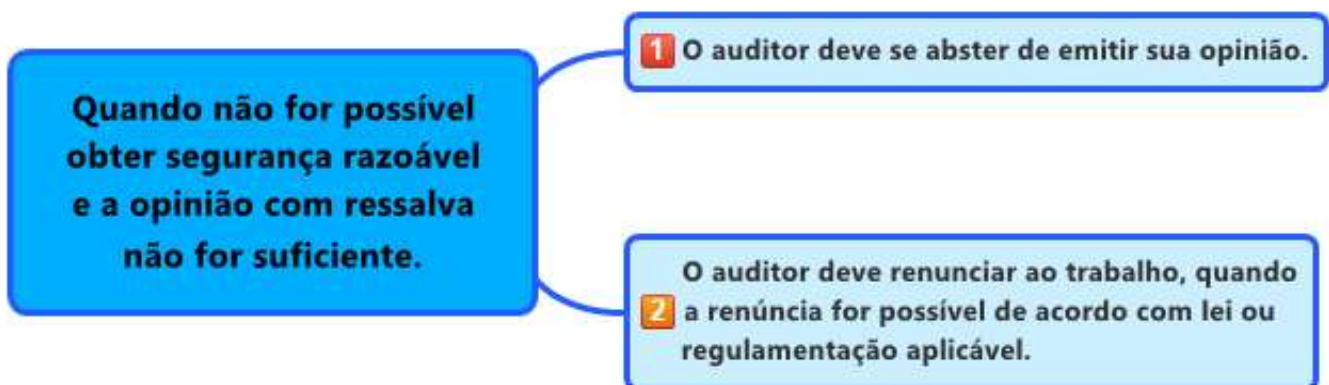 Quando não for possível
obter segurança razoável
e a opinião com ressalva
não for suficiente.
1 O auditor deve se abster de emitir sua opinião.
O auditor deve renunciar ao trabalho, quando
2 a renúncia for possível de acordo com lei ou
regulamentação aplicável.